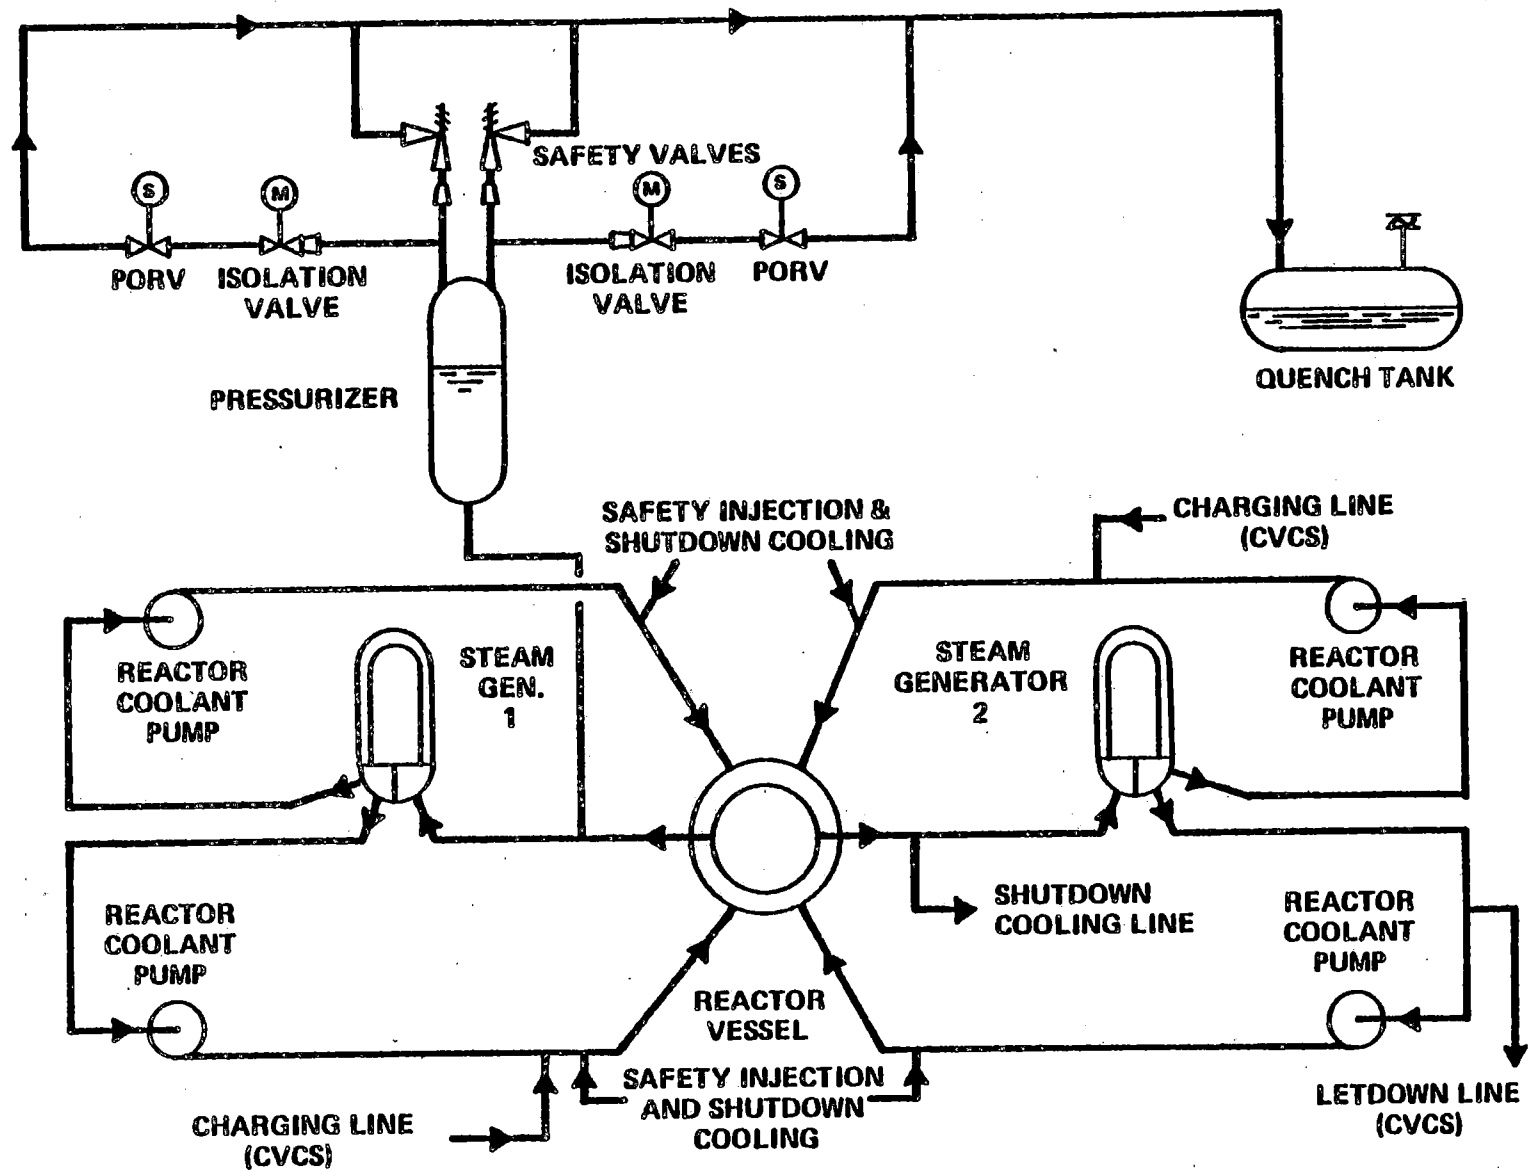 SAFETY VALVES
S
M
M
S
PORV
ISOLATION
VALVE
ISOLATION
VALVE
PORV
PRESSURIZER
QUENCH TANK
SAFETY INJECTION &
SHUTDOWN COOLING
CHARGING LINE
(CVCS)
REACTOR
COOLANT
PUMP
STEAM
GEN.
1
STEAM
GENERATOR
2
REACTOR
COOLANT
PUMP
REACTOR
COOLANT
PUMP
SHUTDOWN
COOLING LINE
REACTOR
COOLANT
PUMP
REACTOR
VESSEL
SAFETY INJECTION
AND SHUTDOWN
COOLING
CHARGING LINE
(CVCS)
LETDOWN LINE
(CVCS)